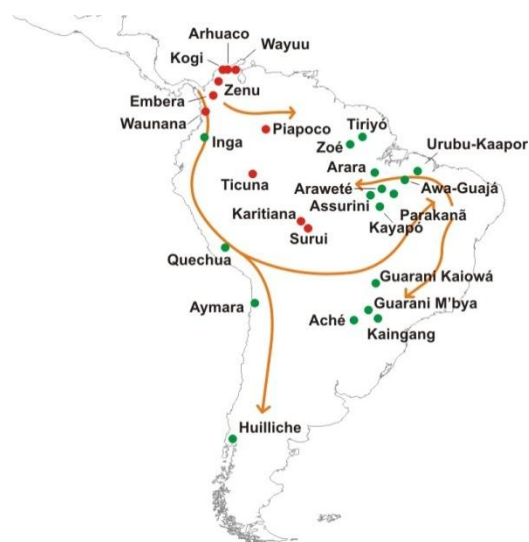 Arhuaco
Kogi
Wayuu
Zenu
Embera
Waunana
Inga
Piapoco
Tiriyó
Zoé
Urubu-Kaapor
Arara
Ticuna
Araweté
Awa-Guajá
Assurini
Parakanã
Karitiana
Kayapó
Surui
Quechua
Guarani Kaiowá
Aymara
Guarani M'bya
Aché
Kaingang
Huilliche